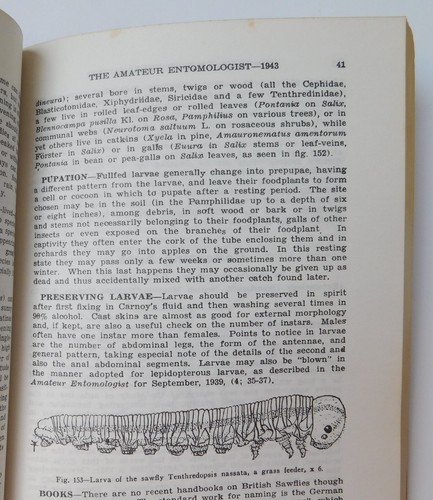 THE AMATEUR ENTOMOLOGIST—1943 41
dineura); several bore in stems, twigs or wood (all the Cephidae,
Blasticotomidae, Xiphydriidae, Siricidae and a few Tenthredinidae),
a few live in rolled leaf-edges or rolled leaves (Pontania on Salix,
Blennocampa pusilla Kl. on Rosa, Pamphilius on various trees), or in
communal webs (Neurotoma saltuum L. on rosaceous shrubs), while
yet others live in catkins (Xyela in pine, Amauronematus amentorum
Förster in Salix) or in galls (Euura in Salix stems or leaf-veins,
Pontania in bean or pea-galls on Salix leaves, as seen in fig. 152).
PUPATION—Fullfed larvae generally change into prepupae, having
a different pattern from the larvae, and leave their foodplants to form
a cell or cocoon in which to pupate after a resting period. The site
chosen may be in the soil (in the Pamphiliidae up to a depth of six
or eight inches), among debris, in soft wood or bark or in twigs
and stems not necessarily belonging to their foodplants, galls of other
insects or even exposed on the branches of their foodplant. In
captivity they often enter the cork of the tube enclosing them and in
orchards they may go into apples on the ground. In this resting
state they may pass only a few weeks or sometimes more than one
winter. When this last happens they may occasionally be given up as
dead and thus accidentally mixed with another catch found later.
PRESERVING LARVAE—Larvae should be preserved in spirit
after first fixing in Carnoy's fluid and then washing several times in
90% alcohol. Cast skins are almost as good for external morphology
and, if kept, are also a useful check on the number of instars. Males
often have one instar more than females. Points to notice in larvae
are the number of abdominal legs, the form of the antennae, and
general pattern, taking especial note of the details of the second and
also the anal abdominal segments. Larvae may also be "blown" in
the manner adopted for lepidopterous larvae, as described in the
Amateur Entomologist for September, 1939, (4; 35-37).
Fig. 153—Larva of the sawfly Tenthredopsis nassata, a grass feeder, x 6.
BOOKS—There are no recent handbooks on British Sawflies though
standard work for naming is the German